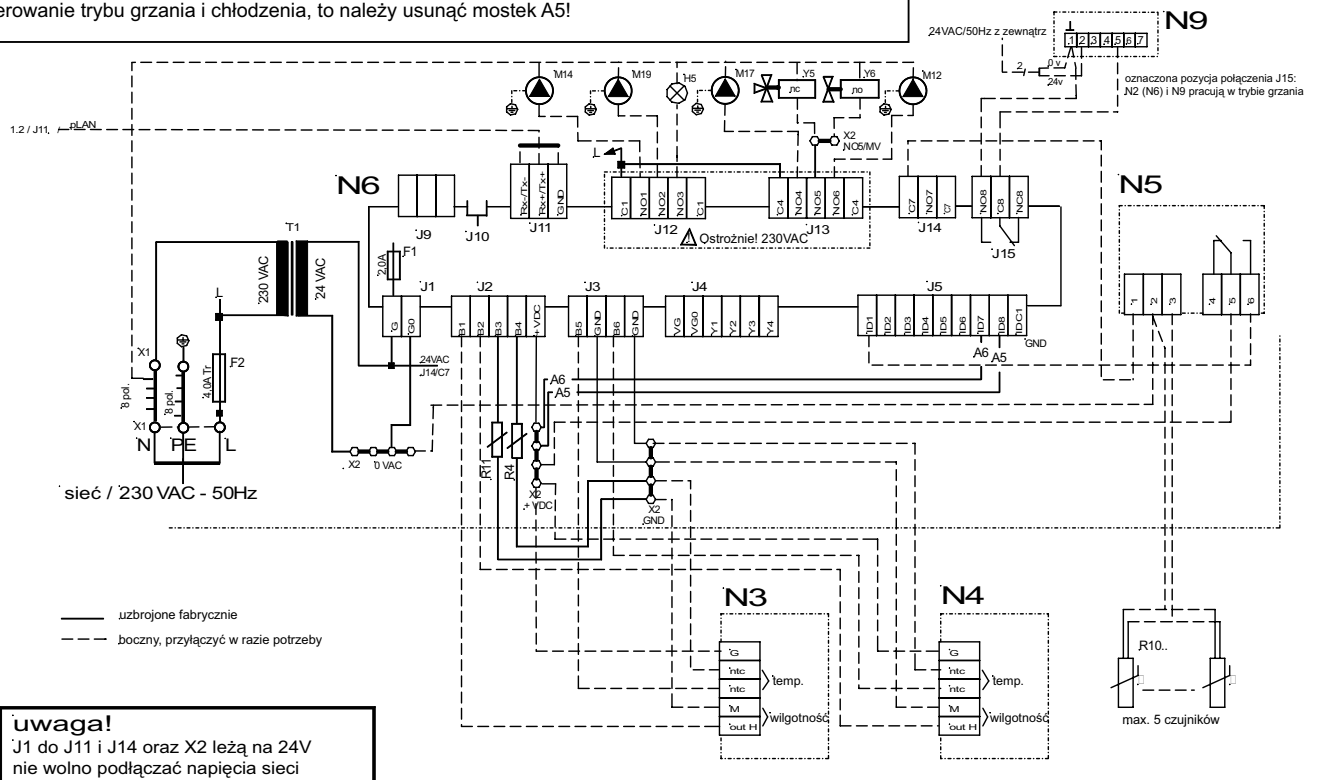 erowanie trybu grzania i chłodzenia, to należy usunąć mostek A5!
N9
24VAC/50Hz z zewnątrz
1 2 3 4 5 6 7
2
0 v
24v
oznaczona pozycja połączenia J15:
N2 (N6) i N9 pracują w trybie grzania
M14
M19
H5
M17
Y5
Y6
M12
nc
no
1.2 / J11
pLAN
X2
NO5/MV
L
N6
N5
Rx-/Tx-
Rx+/Tx+
GND
C1
NO1
NO2
NO3
C1
C4
NO4
NO5
NO6
C4
C7
NO7
C7
NO8
C8
NC8
J9
J10
J11
J12
J13
J14
J15
Ostrożnie! 230VAC
T1
230 VAC
24 VAC
F1
2,0A
1
2
3
4
5
6
J1
J2
J3
J4
J5
G
G0
B1
B2
B3
B4
+VDC
B5
GND
B6
GND
VG
VG0
Y1
Y2
Y3
Y4
ID1
ID2
ID3
ID4
ID5
ID6
ID7
ID8
IDC1
GND
L
X1
F2
4,0A Tr
8 pol.
8 pol.
X1
N PE L
24VAC
J14/C7
A6
A5
A6
A5
R11
R4
X2 0 VAC
X2
+ VDC
X2
GND
sieć / 230 VAC - 50Hz
uzbrojone fabrycznie
boczny, przyłączyć w razie potrzeby
N3
G
ntc
ntc
M
out H
temp.
wilgotność
N4
G
ntc
ntc
M
out H
temp.
wilgotność
R10..
max. 5 czujników
uwaga!
J1 do J11 i J14 oraz X2 leżą na 24V
nie wolno podłączać napięcia sieci